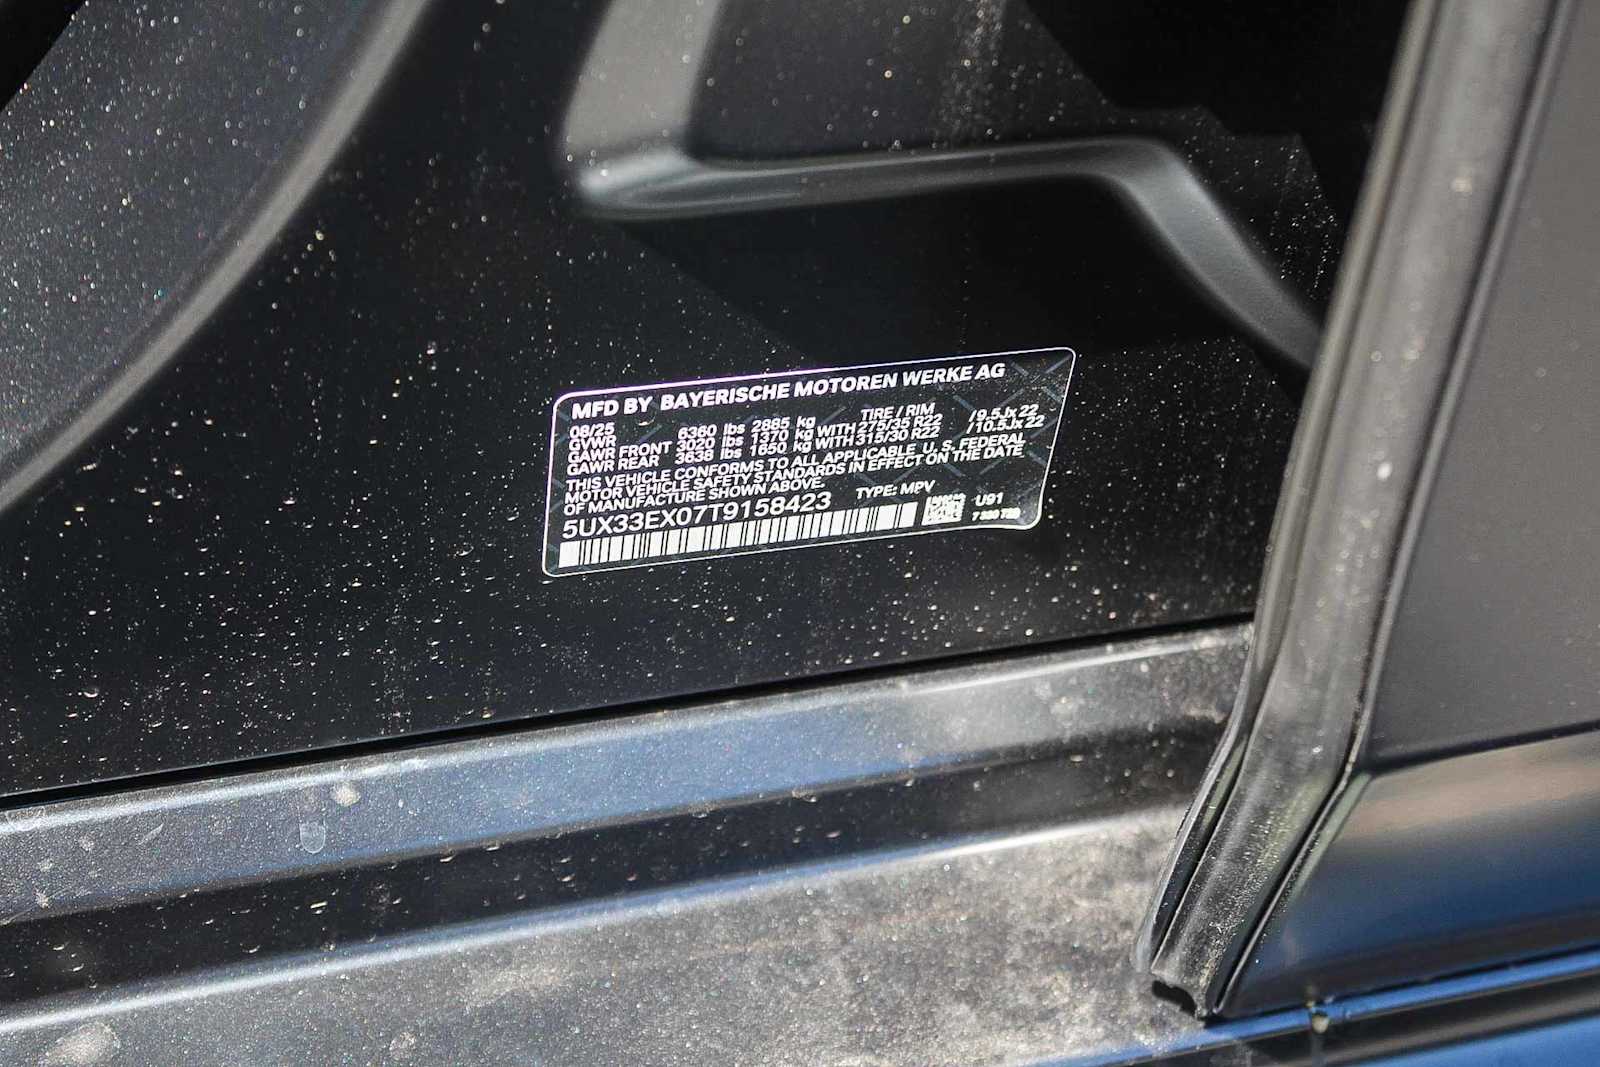 MFD BY BAYERISCHE MOTOREN WERKE AG
08/25 TIRE / RIM
GVWR 6360 lbs 2885 kg
GAWR FRONT 3020 lbs 1370 kg WITH 275/35 R22 / 9.5Jx22
GAWR REAR 3638 lbs 1650 kg WITH 315/30 R22 / 10.5Jx22
THIS VEHICLE CONFORMS TO ALL APPLICABLE U.S. FEDERAL
MOTOR VEHICLE SAFETY STANDARDS IN EFFECT ON THE DATE
OF MANUFACTURE SHOWN ABOVE.
TYPE: MPV
5UX33EX07T9158423
U91